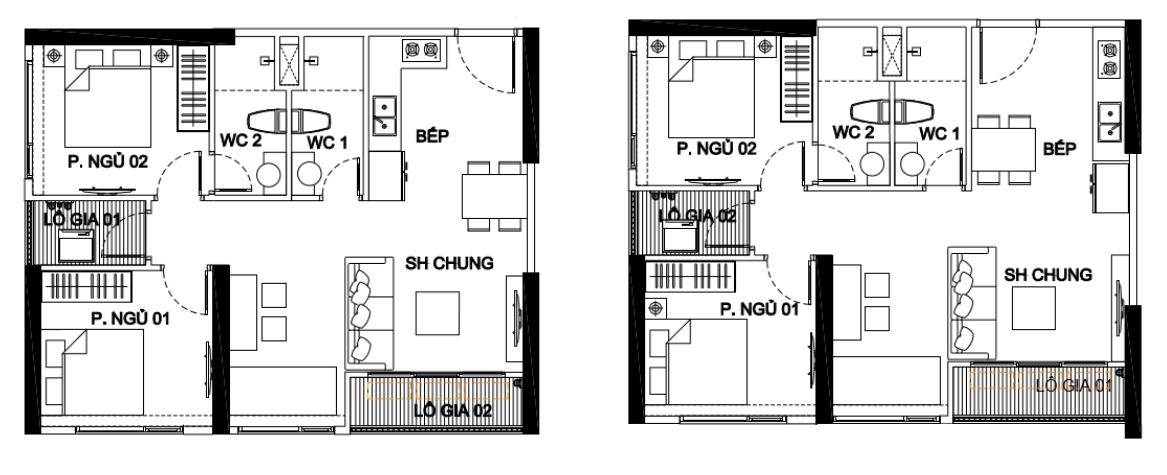 P. NGỦ 02
WC 2
WC 1
BẾP
LÔ GIA 01
SH CHUNG
P. NGỦ 01
LÔ GIA 02
P. NGỦ 02
WC 2
WC 1
BẾP
LÔ GIA 02
SH CHUNG
P. NGỦ 01
LÔ GIA 01